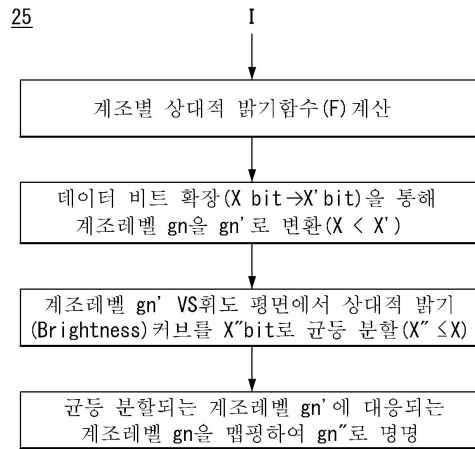 25
I
계조별 상대적 밝기함수(F)계산
데이터 비트 확장(X bit→X'bit)을 통해
계조레벨 gn을 gn'로 변환(X < X')
계조레벨 gn' VS휘도 평면에서 상대적 밝기
(Brightness)커브를 X"bit로 균등 분할(X" ≤X)
균등 분할되는 계조레벨 gn'에 대응되는
계조레벨 gn을 맵핑하여 gn"로 명명